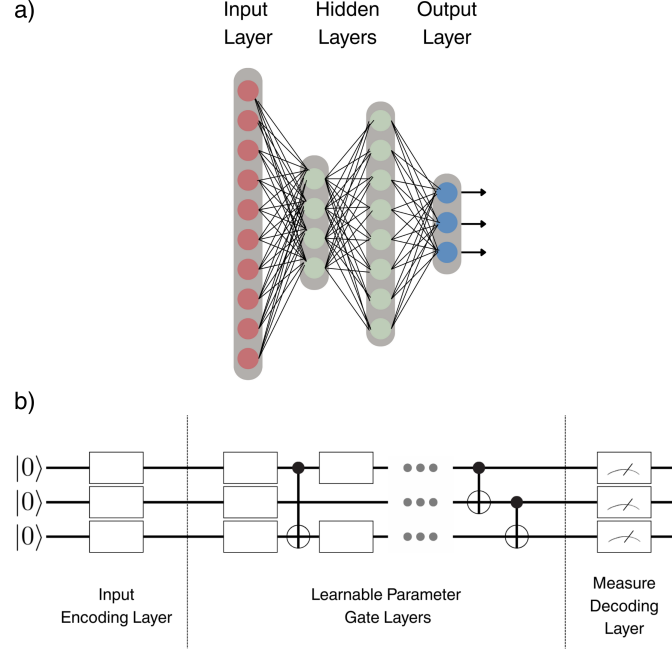 a)
Input
Layer
Hidden
Layers
Output
Layer
b)
|0⟩
|0⟩
|0⟩
Input
Encoding Layer
Learnable Parameter
Gate Layers
Measure
Decoding
Layer